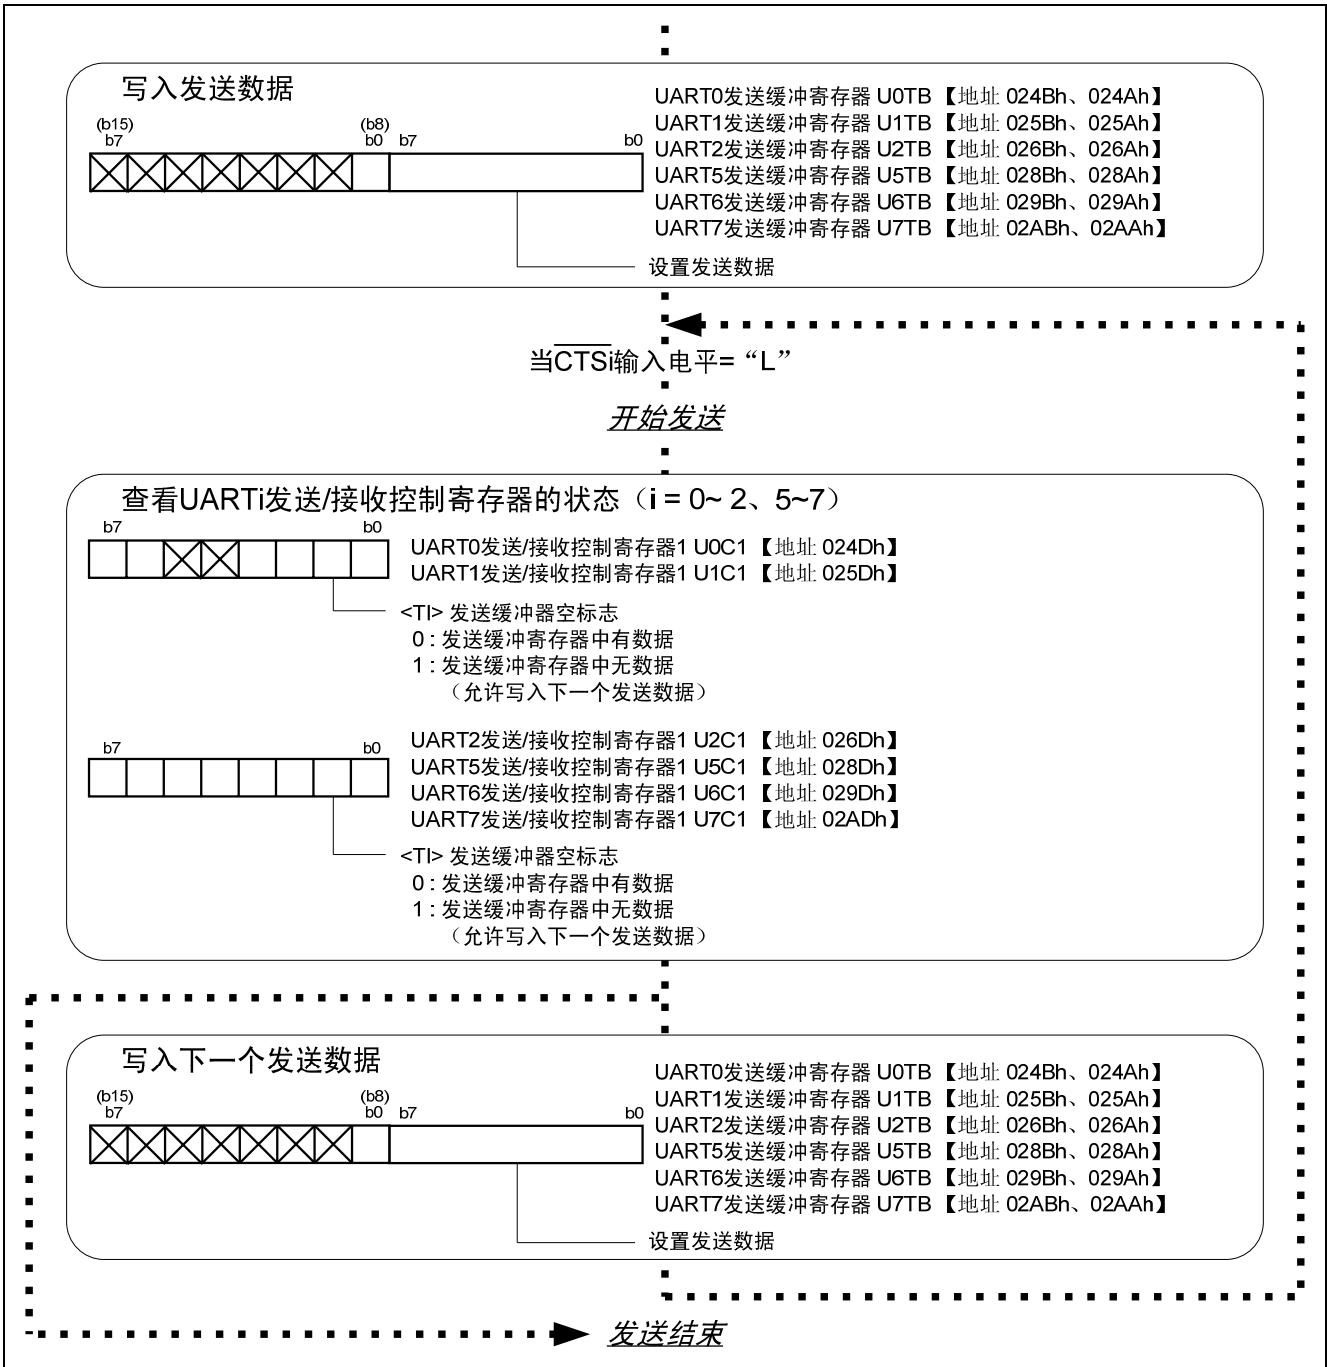 写入发送数据
(b15) (b8)
b7 b0 b7 b0
UART0发送缓冲寄存器 U0TB 【地址 024Bh、024Ah】
UART1发送缓冲寄存器 U1TB 【地址 025Bh、025Ah】
UART2发送缓冲寄存器 U2TB 【地址 026Bh、026Ah】
UART5发送缓冲寄存器 U5TB 【地址 028Bh、028Ah】
UART6发送缓冲寄存器 U6TB 【地址 029Bh、029Ah】
UART7发送缓冲寄存器 U7TB 【地址 02ABh、02AAh】
设置发送数据
当CTSi输入电平=“L”
开始发送
查看UARTi发送/接收控制寄存器的状态（i = 0~ 2、5~7）
b7 b0
UART0发送/接收控制寄存器1 U0C1 【地址 024Dh】
UART1发送/接收控制寄存器1 U1C1 【地址 025Dh】
<TI> 发送缓冲器空标志
0 : 发送缓冲寄存器中有数据
1 : 发送缓冲寄存器中无数据
（允许写入下一个发送数据）
b7 b0
UART2发送/接收控制寄存器1 U2C1 【地址 026Dh】
UART5发送/接收控制寄存器1 U5C1 【地址 028Dh】
UART6发送/接收控制寄存器1 U6C1 【地址 029Dh】
UART7发送/接收控制寄存器1 U7C1 【地址 02ADh】
<TI> 发送缓冲器空标志
0 : 发送缓冲寄存器中有数据
1 : 发送缓冲寄存器中无数据
（允许写入下一个发送数据）
写入下一个发送数据
(b15) (b8)
b7 b0 b7 b0
UART0发送缓冲寄存器 U0TB 【地址 024Bh、024Ah】
UART1发送缓冲寄存器 U1TB 【地址 025Bh、025Ah】
UART2发送缓冲寄存器 U2TB 【地址 026Bh、026Ah】
UART5发送缓冲寄存器 U5TB 【地址 028Bh、028Ah】
UART6发送缓冲寄存器 U6TB 【地址 029Bh、029Ah】
UART7发送缓冲寄存器 U7TB 【地址 02ABh、02AAh】
设置发送数据
发送结束